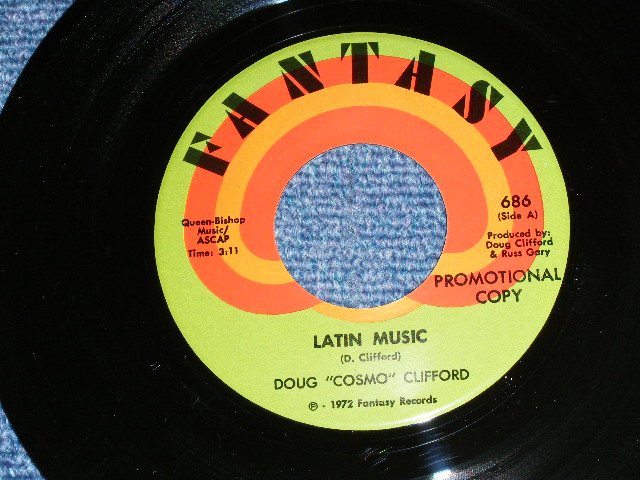 FANTASY
Queen-Bishop
Music/
ASCAP
Time: 3:11
686
(Side A)
Produced by:
Doug Clifford
& Russ Gary
PROMOTIONAL
COPY
LATIN MUSIC
(D. Clifford)
DOUG "COSMO" CLIFFORD
℗ - 1972 Fantasy Records